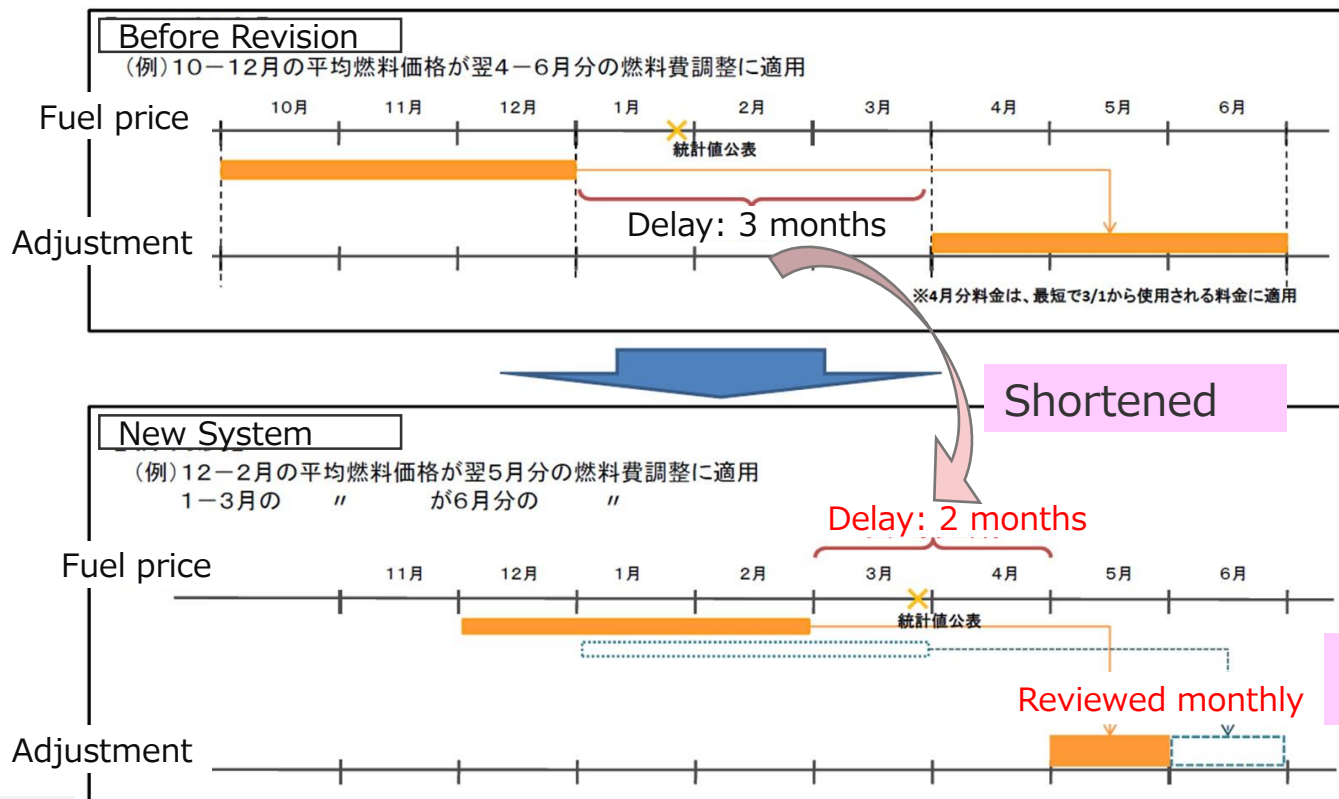 Before Revision
(例)10－12月の平均燃料価格が翌4－6月分の燃料費調整に適用
Fuel price
10月 11月 12月 1月 2月 3月 4月 5月 6月
統計値公表
Delay: 3 months
Adjustment
※4月分料金は、最短で3/1から使用される料金に適用
Shortened
New System
(例)12－2月の平均燃料価格が翌5月分の燃料費調整に適用
1－3月の 〃 が6月分の 〃
Delay: 2 months
Fuel price
11月 12月 1月 2月 3月 4月 5月 6月
統計値公表
Reviewed monthly
Adjustment